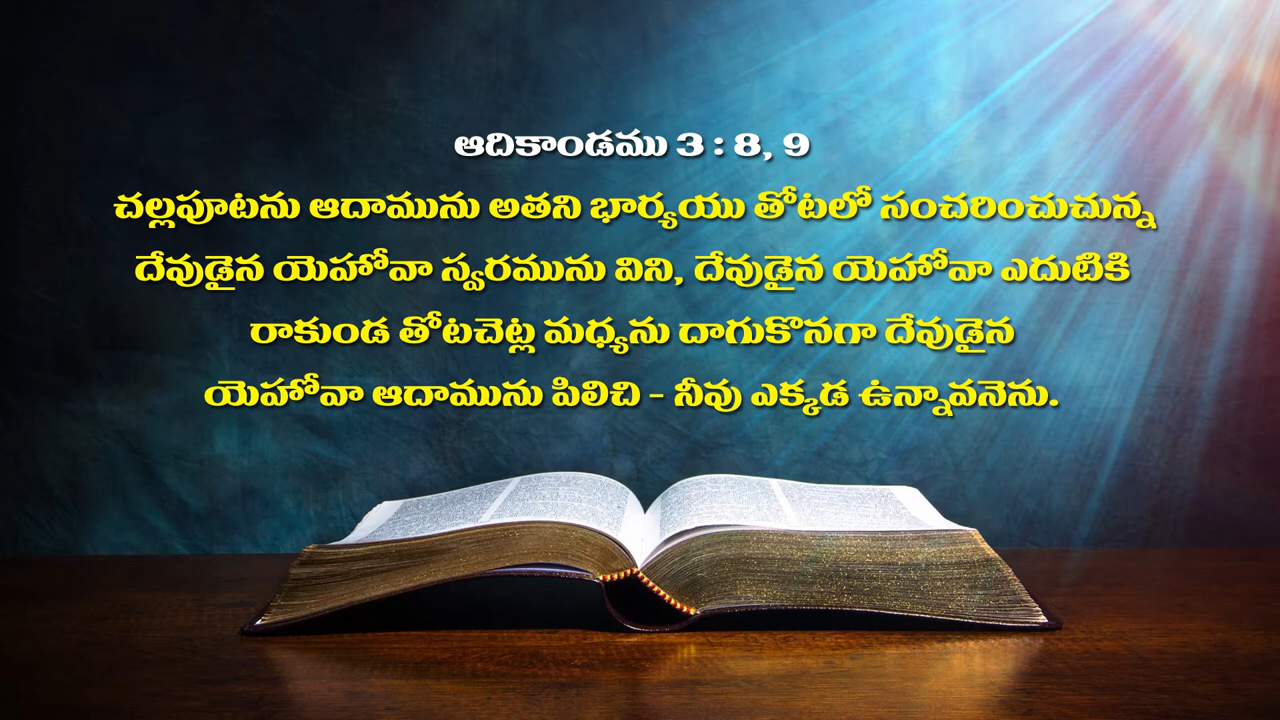 ఆదికాండము 3 : 8, 9
చల్లపూటను ఆదామును అతని భార్యయు తోటలో సంచరించుచున్న
దేవుడైన యెహోవా స్వరమును విని, దేవుడైన యెహోవా ఎదుటికి
రాకుండ తోటచెట్ల మధ్యను దాగుకొనగా దేవుడైన
యెహోవా ఆదామును పిలిచి - నీవు ఎక్కడ ఉన్నావనెను.